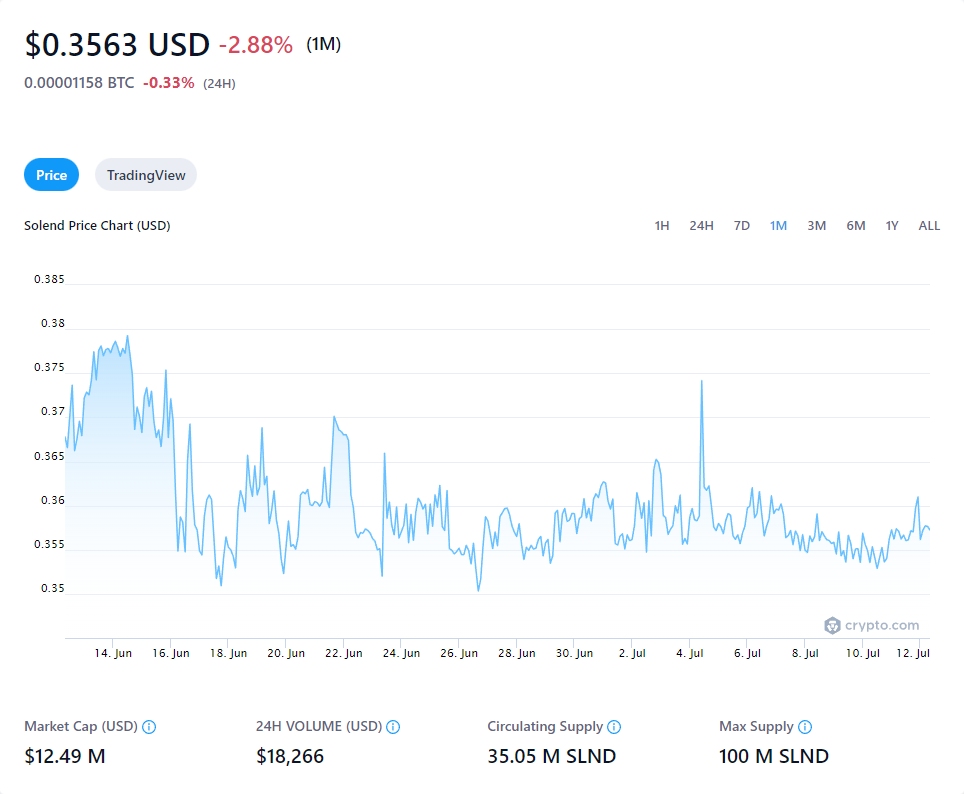 $0.3563 USD -2.88% (1M)
0.00001158 BTC -0.33% (24H)
Price TradingView
Solend Price Chart (USD) 1H 24H 7D 1M 3M 6M 1Y ALL
0.385
0.38
0.375
0.37
0.365
0.36
0.355
0.35
crypto.com
14. Jun 16. Jun 18. Jun 20. Jun 22. Jun 24. Jun 26. Jun 28. Jun 30. Jun 2. Jul 4. Jul 6. Jul 8. Jul 10. Jul 12. Jul
Market Cap (USD) 24H VOLUME (USD) Circulating Supply Max Supply
$12.49 M $18,266 35.05 M SLND 100 M SLND